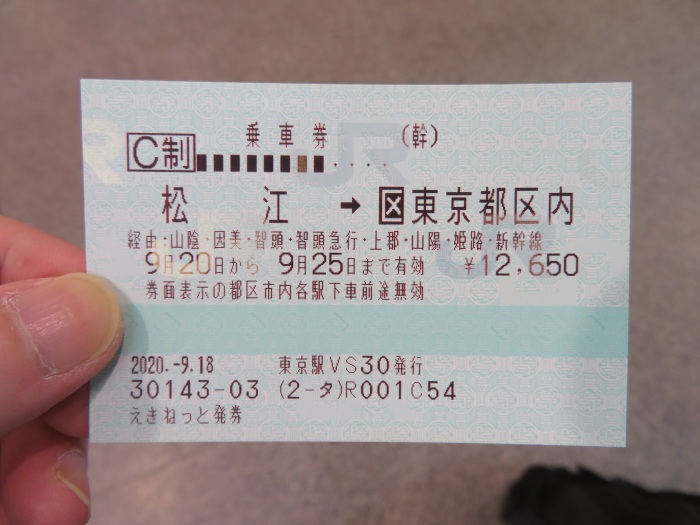 乗車券 (幹)
C制 ■■■■■■■■････
松江 → 区東京都区内
経由:山陰・因美・智頭・智頭急行・上郡・山陽・姫路・新幹線
9月20日から 9月25日まで有効 ¥12,650
券面表示の都区市内各駅下車前途無効
2020.-9.18 東京駅VS30発行
30143-03 (2-タ)R001C54
えきねっと発券